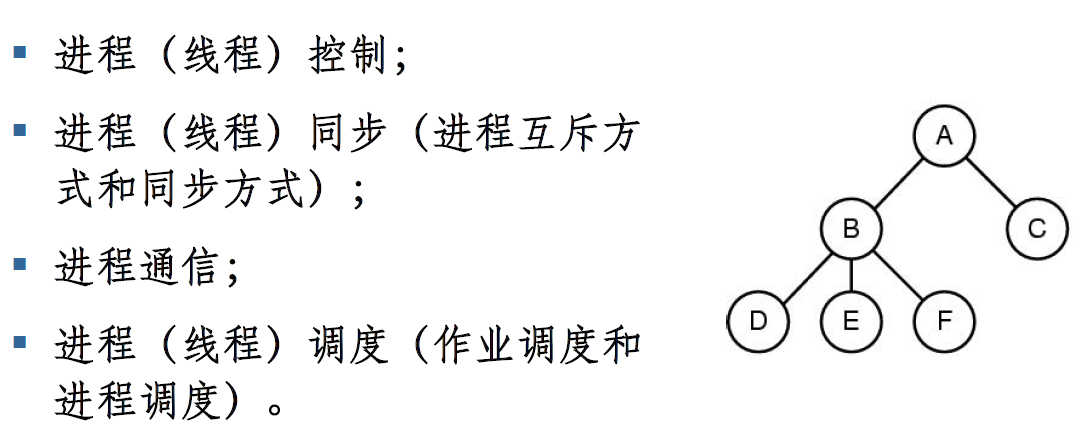 ▪ 进程（线程）控制；
▪ 进程（线程）同步（进程互斥方
式和同步方式）；
▪ 进程通信；
▪ 进程（线程）调度（作业调度和
进程调度）。
A
B
C
D
E
F